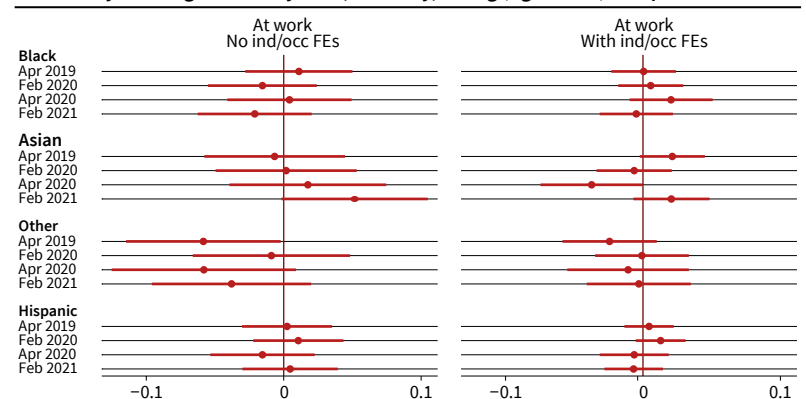 At work
No ind/occ FEs
At work
With ind/occ FEs
Black
Apr 2019
Feb 2020
Apr 2020
Feb 2021
Asian
Apr 2019
Feb 2020
Apr 2020
Feb 2021
Other
Apr 2019
Feb 2020
Apr 2020
Feb 2021
Hispanic
Apr 2019
Feb 2020
Apr 2020
Feb 2021
−0.1 0 0.1
−0.1 0 0.1